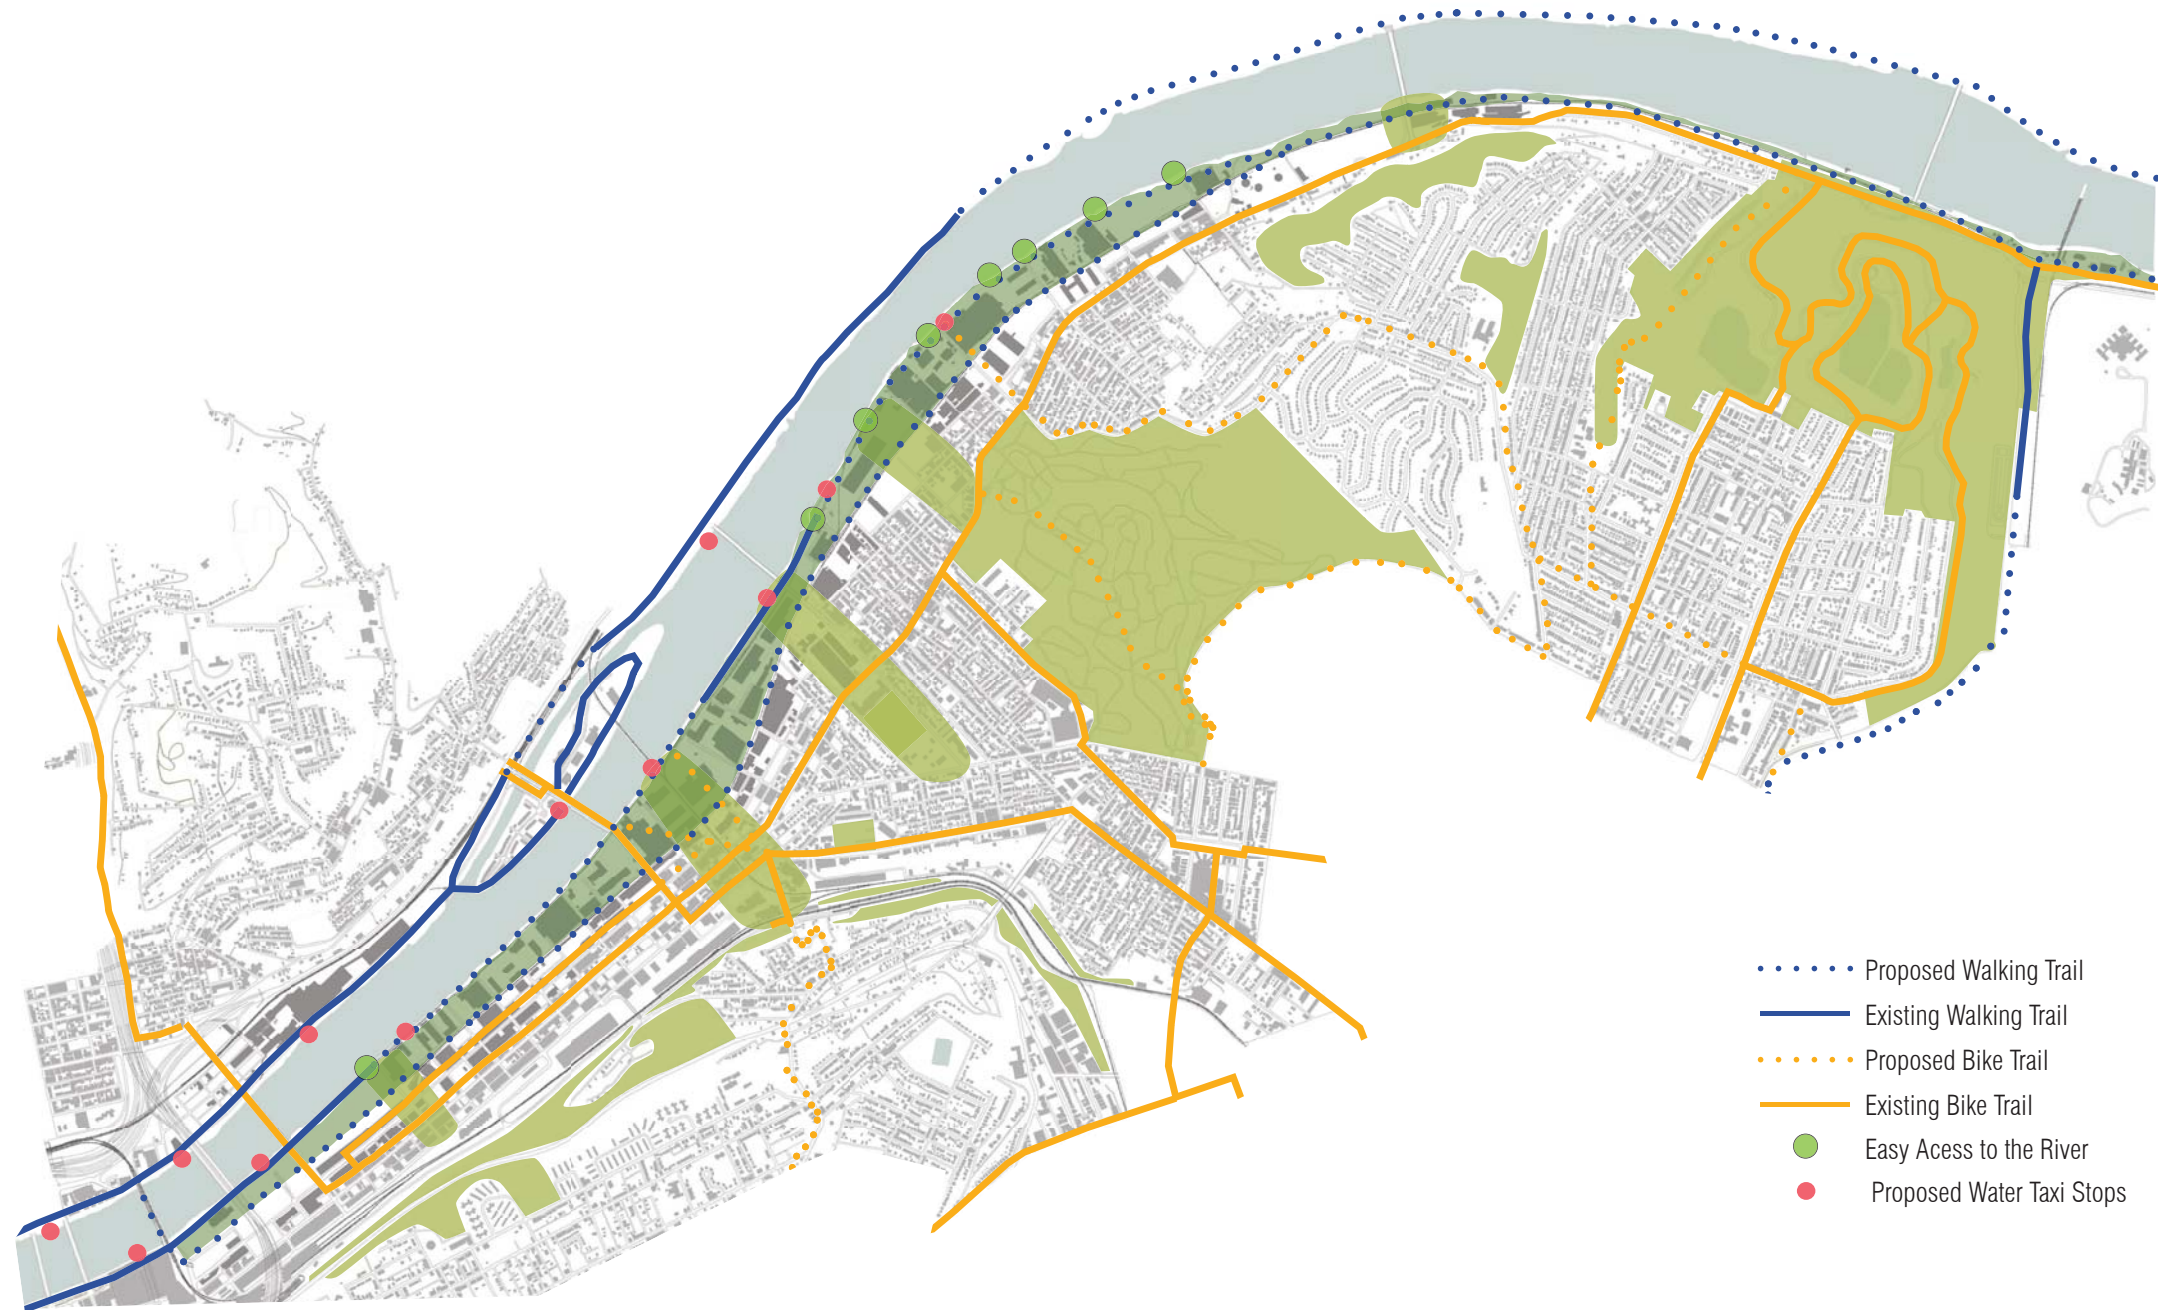 Proposed Walking Trail
Existing Walking Trail
Proposed Bike Trail
Existing Bike Trail
Easy Acess to the River
Proposed Water Taxi Stops